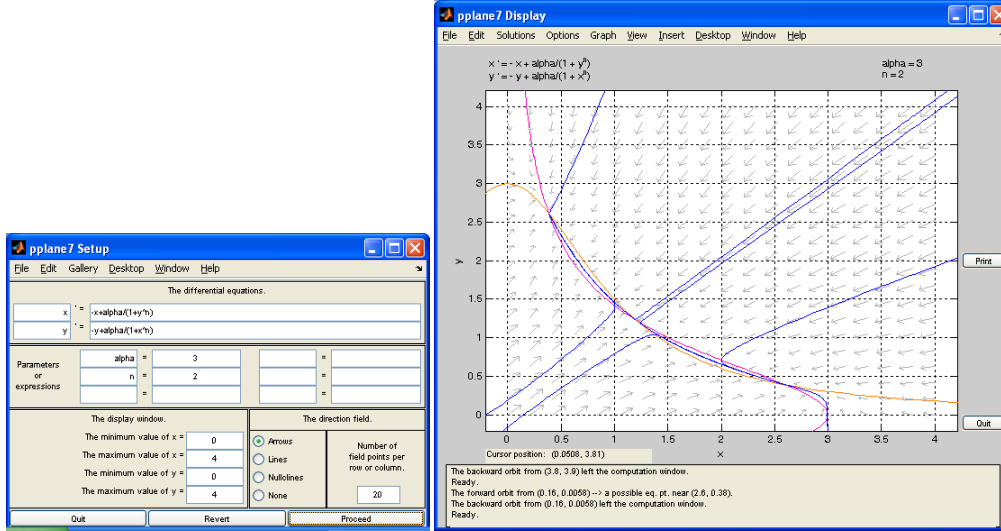 pplane7 Setup
File Edit Gallery Desktop Window Help
The differential equations.
x ' = -x+alpha/(1+y^n)
y ' = -y+alpha/(1+x^n)
Parameters
or
expressions
alpha = 3 =
n = 2 =
= =
The display window.
The minimum value of x = 0
The maximum value of x = 4
The minimum value of y = 0
The maximum value of y = 4
The direction field.
Arrows
Lines
Nullclines
None
Number of
field points per
row or column.
20
Quit Revert Proceed
pplane7 Display
File Edit Solutions Options Graph View Insert Desktop Window Help
x ' = - x + alpha/(1 + yⁿ)
y ' = - y + alpha/(1 + xⁿ)
alpha = 3
n = 2
4
3.5
3
2.5
2
1.5
1
0.5
0
y
0 0.5 1 1.5 2 2.5 3 3.5 4
x
Cursor position: (0.0508, 3.81)
Print
Quit
The backward orbit from (3.8, 3.9) left the computation window.
Ready.
The forward orbit from (0.16, 0.0058) --> a possible eq. pt. near (2.6, 0.38).
The backward orbit from (0.16, 0.0058) left the computation window.
Ready.